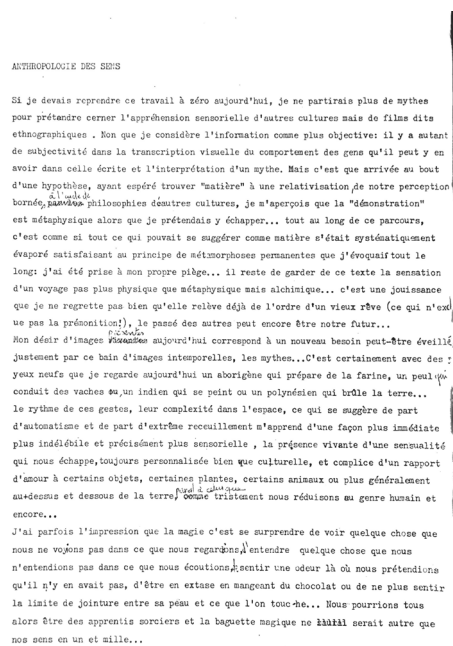 ANTHROPOLOGIE DES SENS
Si je devais reprendre ce travail à zéro aujourd'hui, je ne partirais plus de mythes
pour prétandre cerner l'appréhension sensorielle d'autres cultures mais de films dits
ethnographiques . Non que je considère l'information comme plus objective: il y a autant
de subjectivité dans la transcription visuelle du comportement des gens qu'il peut y en
avoir dans celle écrite et l'interprétation d'un mythe. Mais c'est que arrivée au bout
d'une hypothèse, ayant espéré trouver "matière" à une relativisation de notre perception
bornée, à l'aide de philosophies d'autres cultures, je m'aperçois que la "démonstration"
est métaphysique alors que je prétendais y échapper... tout au long de ce parcours,
c'est comme si tout ce qui pouvait se suggérer comme matière s'était systématiquement
évaporé satisfaisant au principe de métamorphoses permanentes que j'évoquais tout le
long: j'ai été prise à mon propre piège... il reste de garder de ce texte la sensation
d'un voyage pas plus physique que métaphysique mais alchimique... c'est une jouissance
que je ne regrette pas bien qu'elle relève déjà de l'ordre d'un vieux rêve (ce qui n'excl
ue pas la prémonition!), le passé des autres peut encore être notre futur...
Mon désir d'images présentes aujourd'hui correspond à un nouveau besoin peut-être éveillé
justement par ce bain d'images intemporelles, les mythes...C'est certainement avec des
yeux neufs que je regarde aujourd'hui un aborigène qui prépare de la farine, un peul qui
conduit des vaches ou,un indien qui se peint ou un polynésien qui brûle la terre...
le rythme de ces gestes, leur complexité dans l'espace, ce qui se suggère de part
d'automatisme et de part d'extrême receuillement m'apprend d'une façon plus immédiate
plus indélébile et précisément plus sensorielle , la présence vivante d'une sensualité
qui nous échappe,toujours personnalisée bien que culturelle, et complice d'un rapport
d'amour à certains objets, certaines plantes, certains animaux ou plus généralement
au-dessus et dessous de la terre, pareil à celui que tristement nous réduisons au genre humain et
encore...
J'ai parfois l'impression que la magie c'est se surprendre de voir quelque chose que
nous ne voyions pas dans ce que nous regardions, d'entendre quelque chose que nous
n'entendions pas dans ce que nous écoutions, sentir une odeur là où nous prétendions
qu'il n'y en avait pas, d'être en extase en mangeant du chocolat ou de ne plus sentir
la limite de jointure entre sa peau et ce que l'on touche... Nous pourrions tous
alors être des apprentis sorciers et la baguette magique ne serait autre que
nos sens en un et mille...